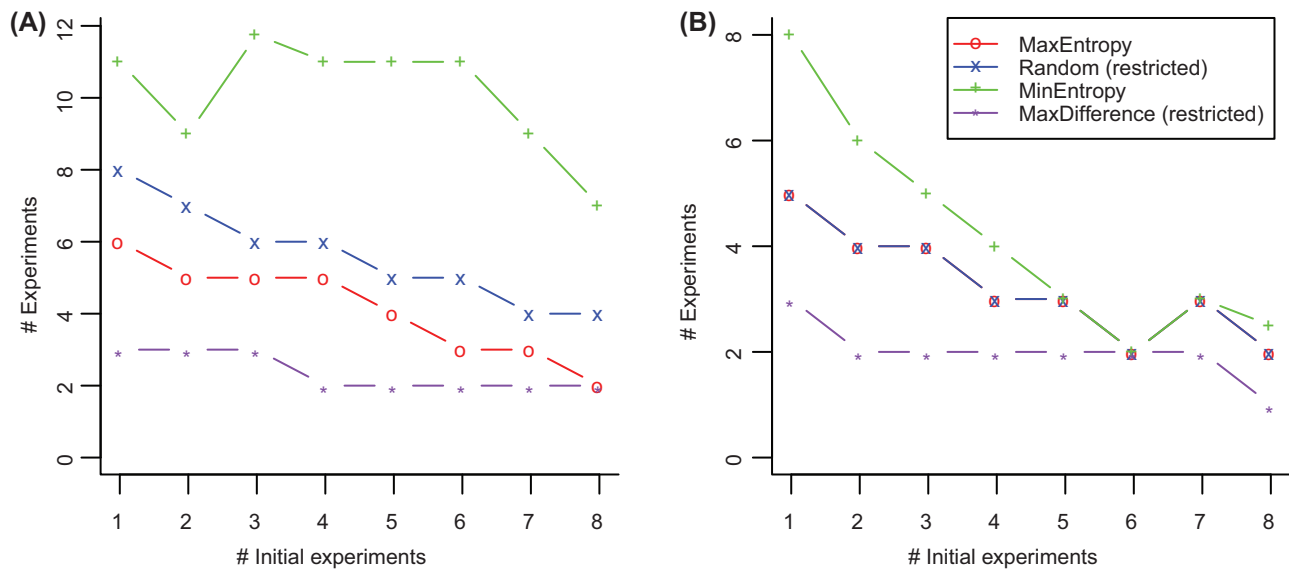 (A)
# Experiments
12
10
8
6
4
2
0
1 2 3 4 5 6 7 8
# Initial experiments
(B)
# Experiments
8
6
4
2
0
MaxEntropy
Random (restricted)
MinEntropy
MaxDifference (restricted)
1 2 3 4 5 6 7 8
# Initial experiments